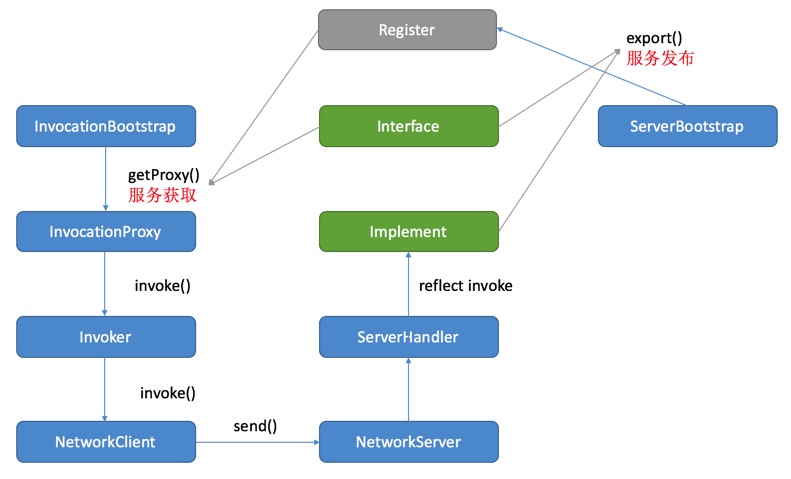 Register
export()
服务发布
InvocationBootstrap
Interface
ServerBootstrap
getProxy()
服务获取
InvocationProxy
Implement
invoke()
reflect invoke
Invoker
ServerHandler
invoke()
send()
NetworkClient
NetworkServer